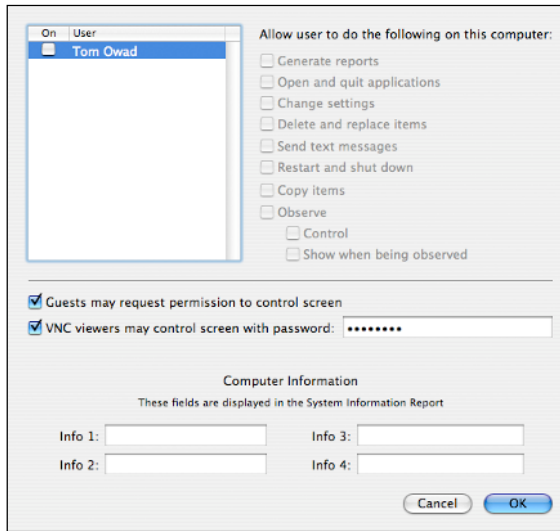 On User
Tom Owad
Allow user to do the following on this computer:
Generate reports
Open and quit applications
Change settings
Delete and replace items
Send text messages
Restart and shut down
Copy items
Observe
Control
Show when being observed
Guests may request permission to control screen
VNC viewers may control screen with password: ••••••••
Computer Information
These fields are displayed in the System Information Report
Info 1: Info 3:
Info 2: Info 4:
Cancel OK